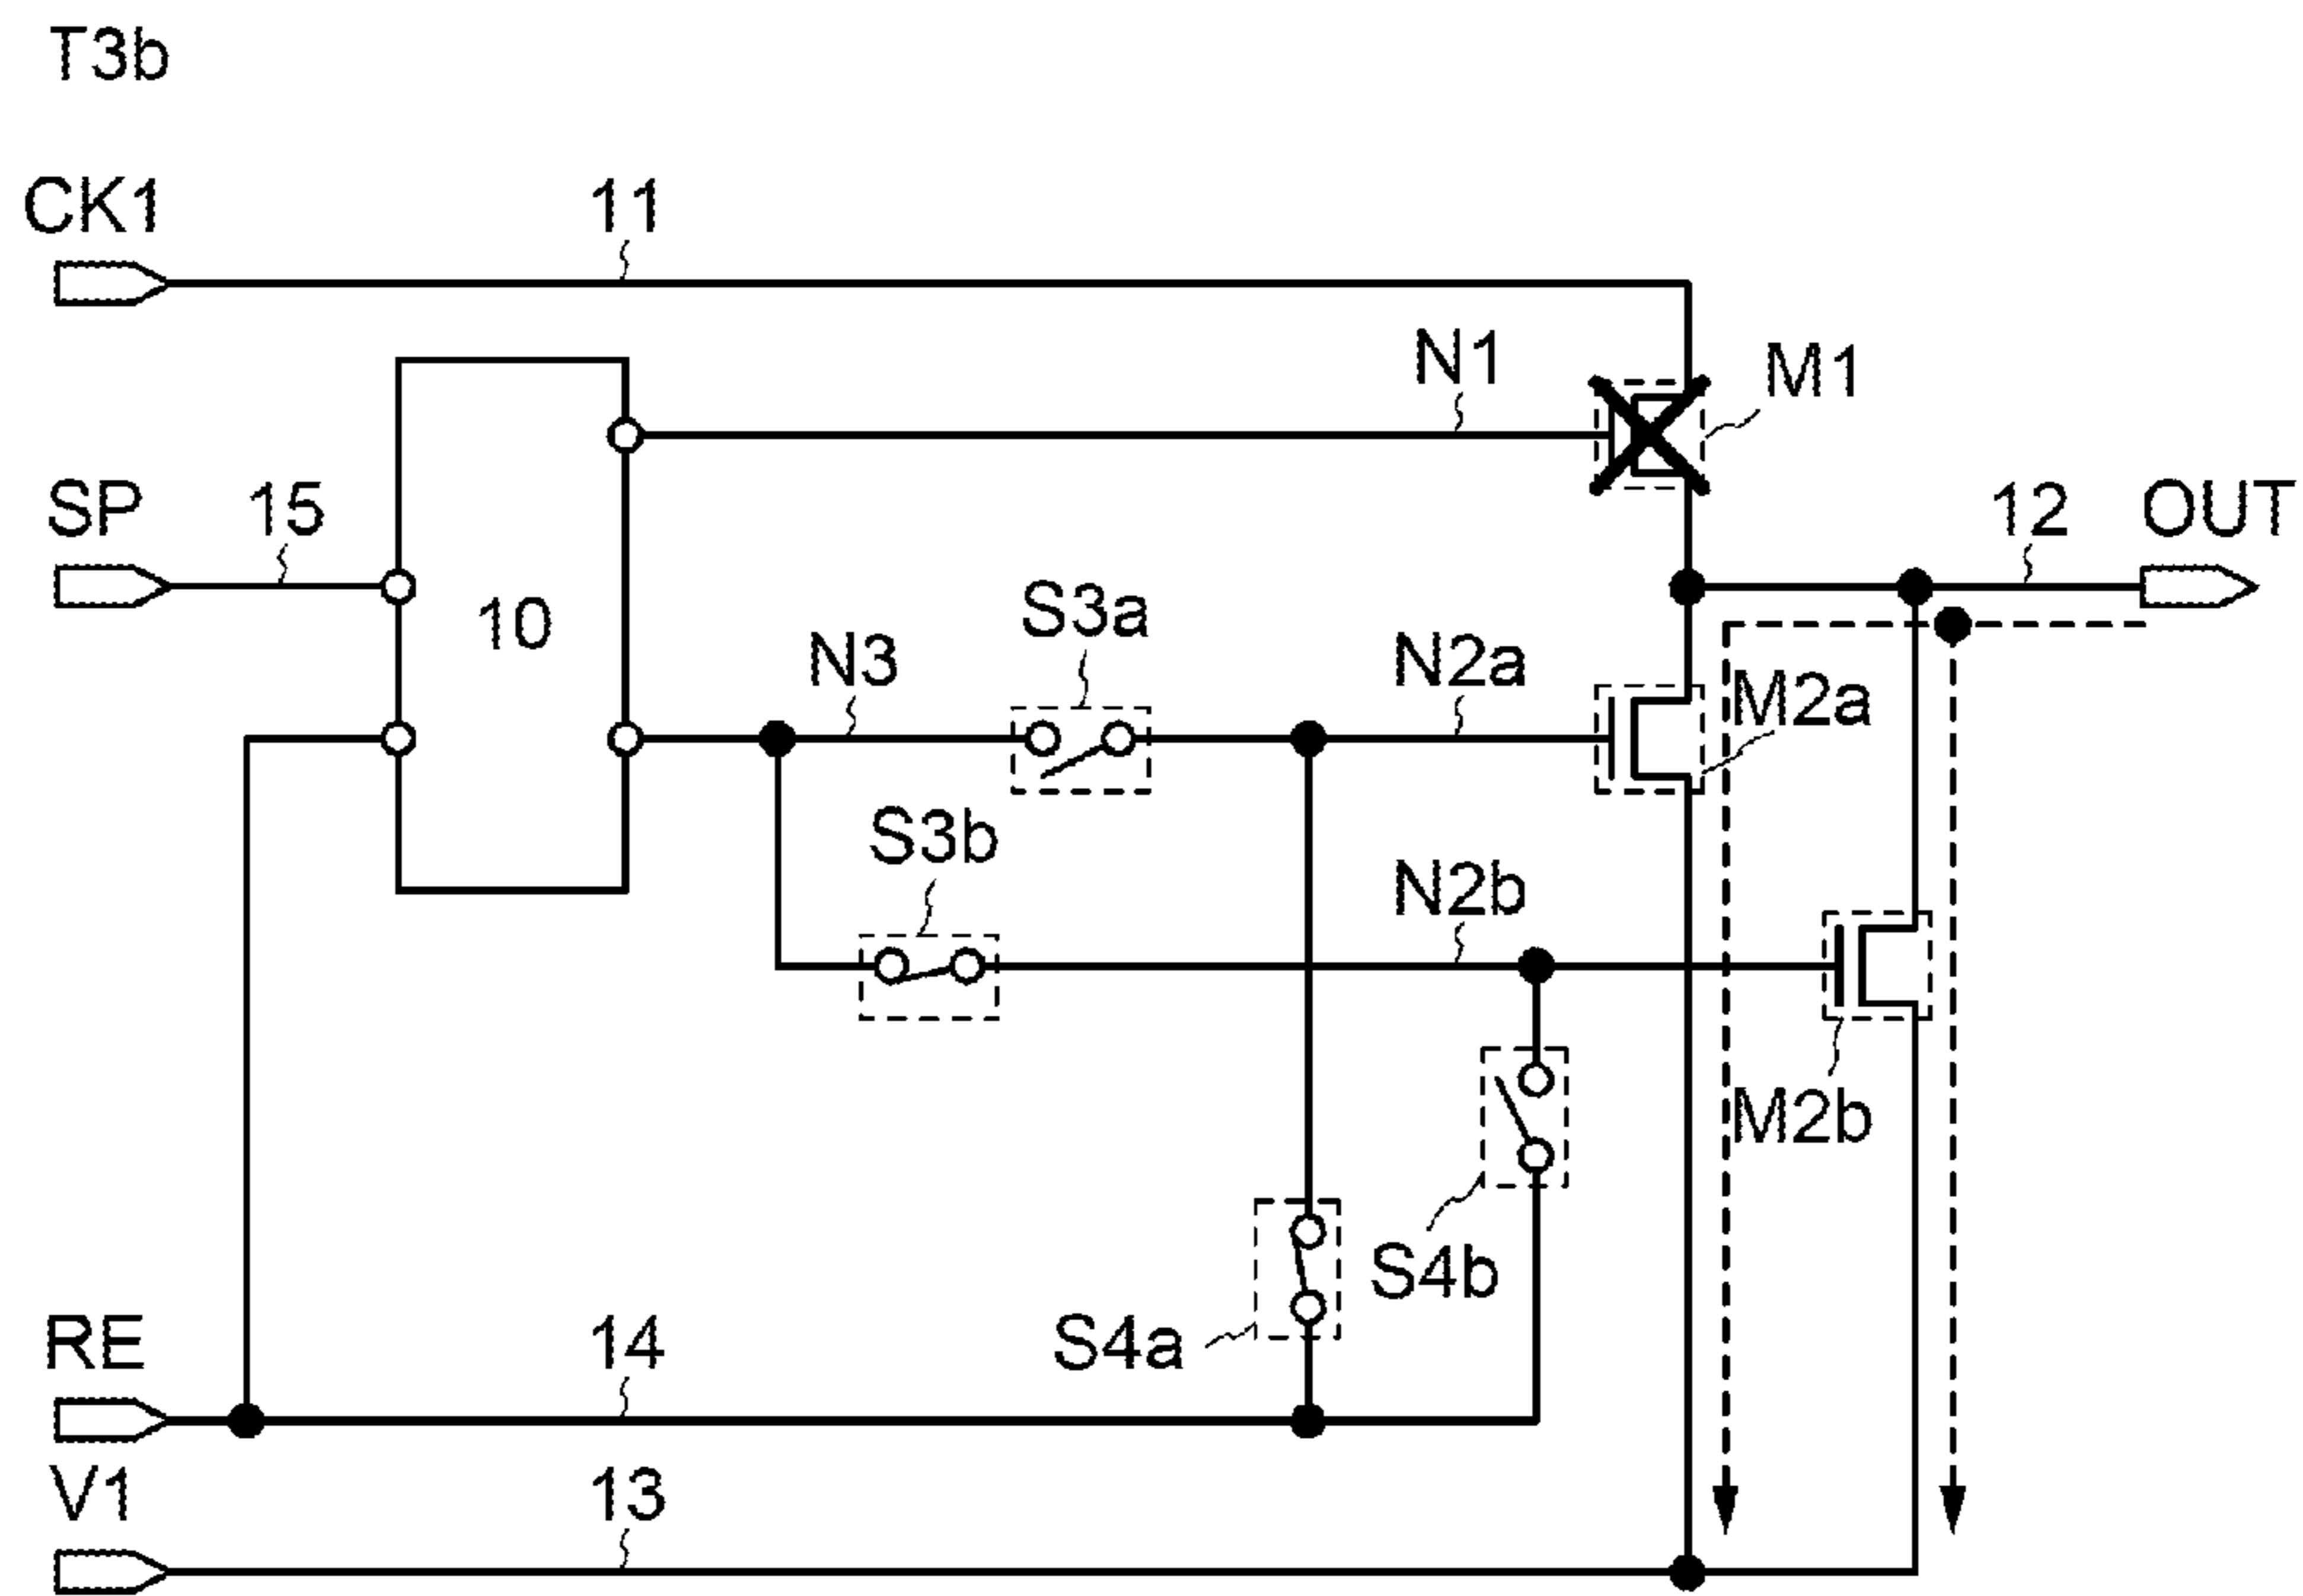 T3b
CK1
11
N1
M1
SP
15
10
12
OUT
S3a
N3
N2a
M2a
S3b
N2b
M2b
S4b
S4a
RE
14
V1
13